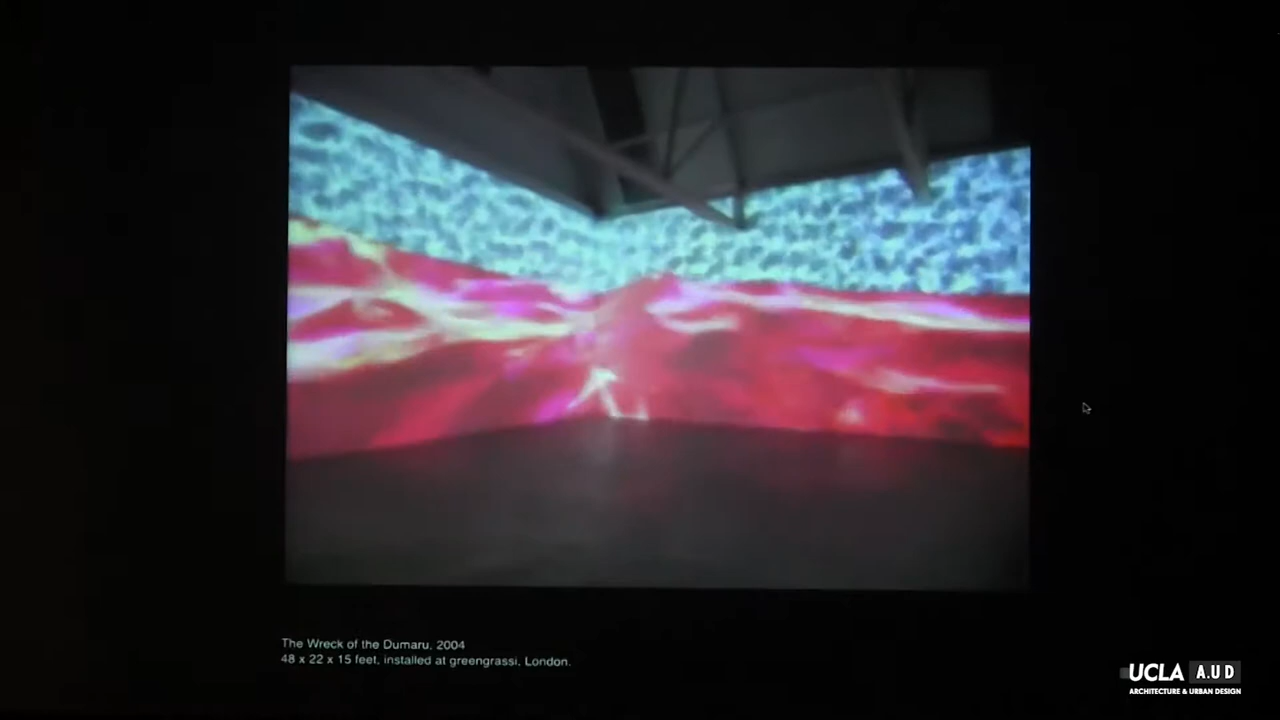 The Wreck of the Dumaru, 2004
48 x 22 x 15 feet, installed at greengrassi, London.
UCLA A.U D
ARCHITECTURE & URBAN DESIGN